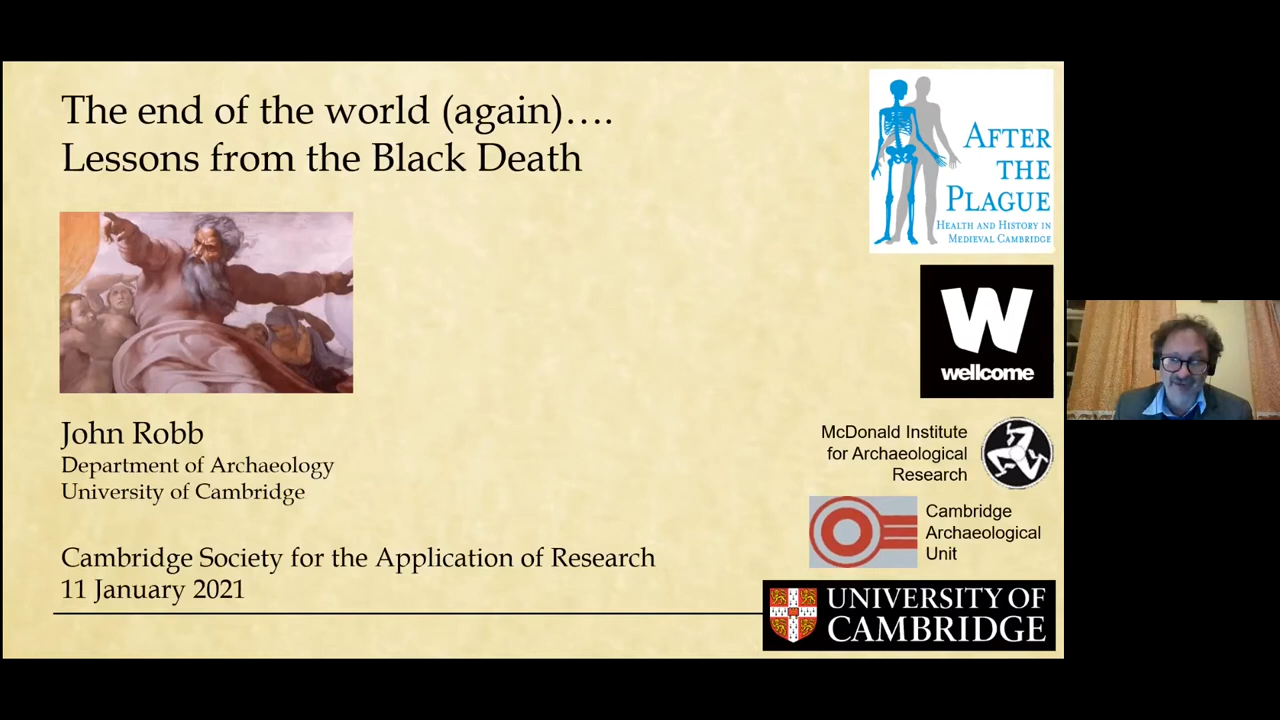 The end of the world (again)….
Lessons from the Black Death
John Robb
Department of Archaeology
University of Cambridge
Cambridge Society for the Application of Research
11 January 2021
AFTER
THE
PLAGUE
HEALTH AND HISTORY IN
MEDIEVAL CAMBRIDGE
W
wellcome
McDonald Institute
for Archaeological
Research
Cambridge
Archaeological
Unit
UNIVERSITY OF
CAMBRIDGE